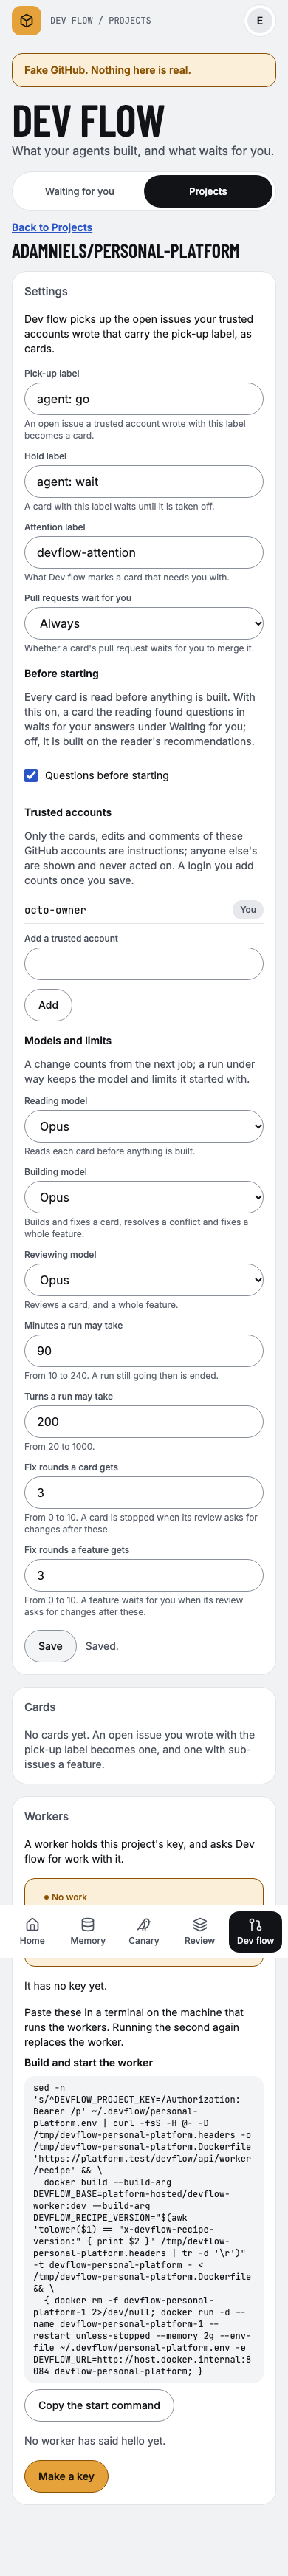 DEV FLOW / PROJECTS
E
Fake GitHub. Nothing here is real.
DEV FLOW
What your agents built, and what waits for you.
Waiting for you
Projects
Back to Projects
ADAMNIELS/PERSONAL-PLATFORM
Settings
Dev flow picks up the open issues your trusted
accounts wrote that carry the pick-up label, as
cards.
Pick-up label
agent: go
An open issue a trusted account wrote with this label
becomes a card.
Hold label
agent: wait
A card with this label waits until it is taken off.
Attention label
devflow-attention
What Dev flow marks a card that needs you with.
Pull requests wait for you
Always
Whether a card's pull request waits for you to merge it.
Before starting
Every card is read before anything is built. With
this on, a card the reading found questions in
waits for your answers under Waiting for you;
off, it is built on the reader's recommendations.
Questions before starting
Trusted accounts
Only the cards, edits and comments of these
GitHub accounts are instructions; anyone else's
are shown and never acted on. A login you add
counts once you save.
octo-owner
You
Add a trusted account
Add
Models and limits
A change counts from the next job; a run under
way keeps the model and limits it started with.
Reading model
Opus
Reads each card before anything is built.
Building model
Opus
Builds and fixes a card, resolves a conflict and fixes a
whole feature.
Reviewing model
Opus
Reviews a card, and a whole feature.
Minutes a run may take
90
From 10 to 240. A run still going then is ended.
Turns a run may take
200
From 20 to 1000.
Fix rounds a card gets
3
From 0 to 10. A card is stopped when its review asks for
changes after these.
Fix rounds a feature gets
3
From 0 to 10. A feature waits for you when its review
asks for changes after these.
Save
Saved.
Cards
No cards yet. An open issue you wrote with the
pick-up label becomes one, and one with sub-
issues a feature.
Workers
A worker holds this project's key, and asks Dev
flow for work with it.
No work
Home
Memory
Canary
Review
Dev flow
It has no key yet.
Paste these in a terminal on the machine that
runs the workers. Running the second again
replaces the worker.
Build and start the worker
sed -n
's/^DEVFLOW_PROJECT_KEY=/Authorization:
Bearer /p' ~/.devflow/personal-
platform.env | curl -fsS -H @- -D
/tmp/devflow-personal-platform.headers -o
/tmp/devflow-personal-platform.Dockerfile
'https://platform.test/devflow/api/worker
/recipe' && \
docker build --build-arg
DEVFLOW_BASE=platform-hosted/devflow-
worker:dev --build-arg
DEVFLOW_RECIPE_VERSION="$(awk
'tolower($1) == "x-devflow-recipe-
version:" { print $2 }' /tmp/devflow-
personal-platform.headers | tr -d '\r')"
-t devflow-personal-platform - <
/tmp/devflow-personal-platform.Dockerfile
&& \
{ docker rm -f devflow-personal-
platform-1 2>/dev/null; docker run -d --
name devflow-personal-platform-1 --
restart unless-stopped --memory 2g --env-
file ~/.devflow/personal-platform.env -e
DEVFLOW_URL=http://host.docker.internal:8
084 devflow-personal-platform; }
Copy the start command
No worker has said hello yet.
Make a key